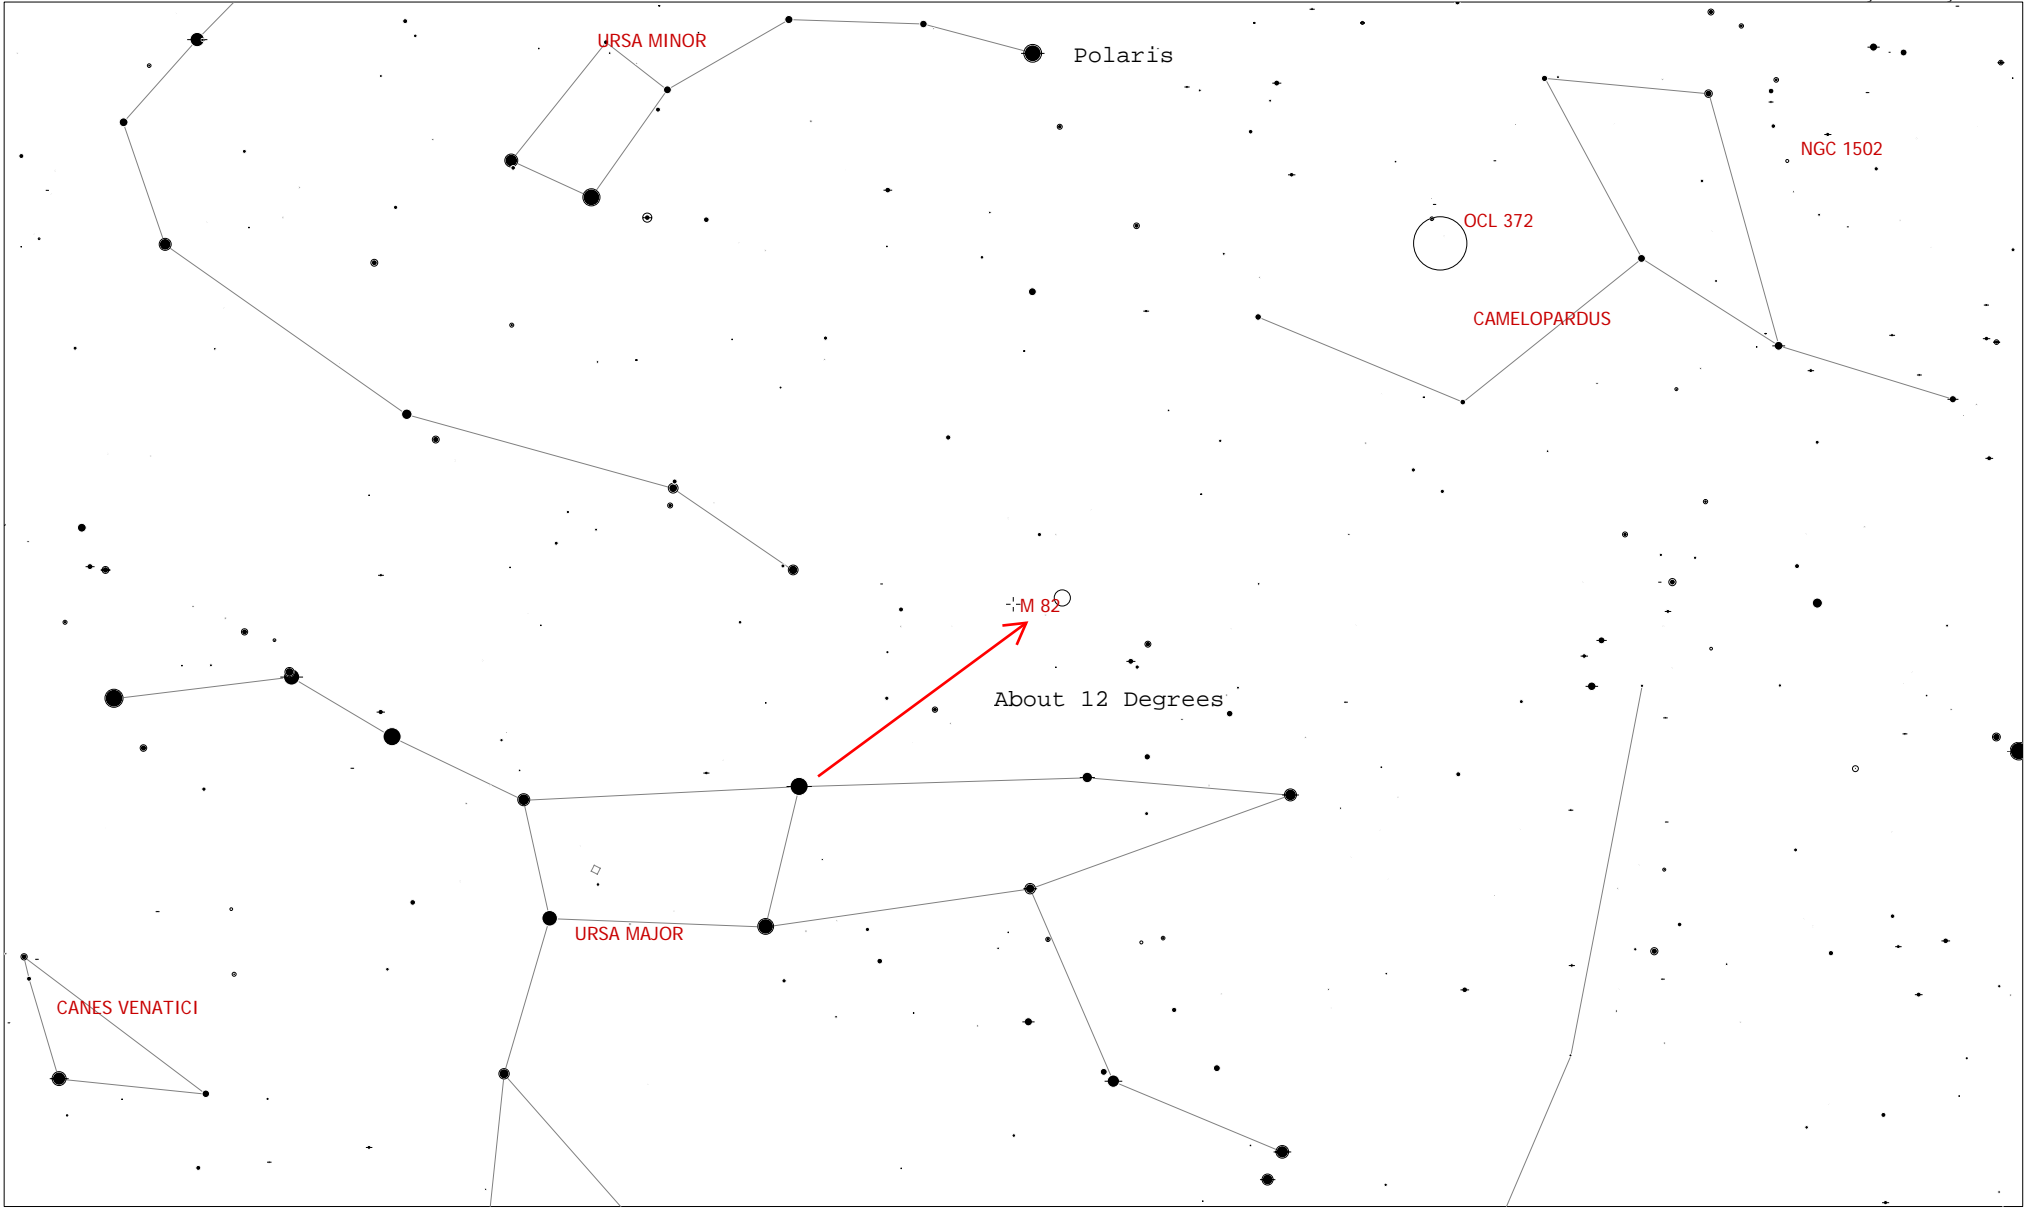 URSA MINOR
Polaris
NGC 1502
OCL 372
CAMELOPARDUS
M 82
About 12 Degrees
URSA MAJOR
CANES VENATICI